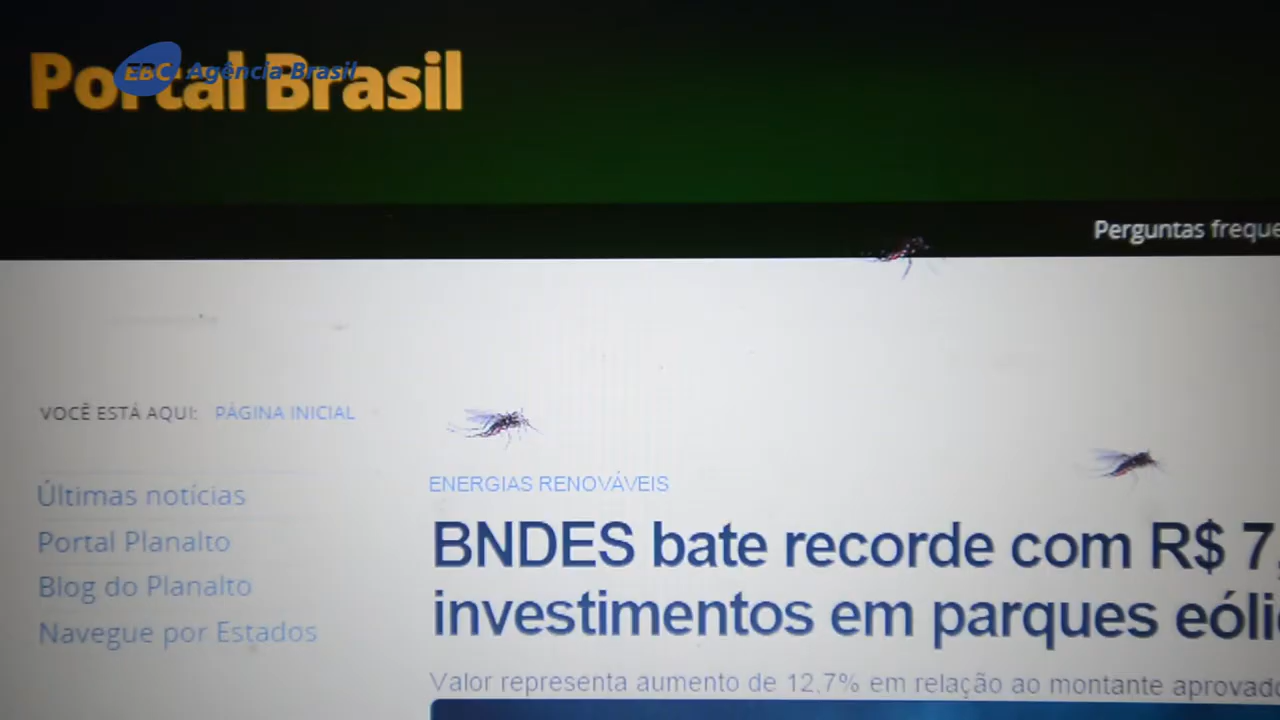 Portal Brasil
EBC Agência Brasil
Perguntas freque
VOCÊ ESTÁ AQUI: PÁGINA INICIAL
Últimas notícias
Portal Planalto
Blog do Planalto
Navegue por Estados
ENERGIAS RENOVÁVEIS
BNDES bate recorde com R$ 7,
investimentos em parques eóli
Valor representa aumento de 12,7% em relação ao montante aprovado